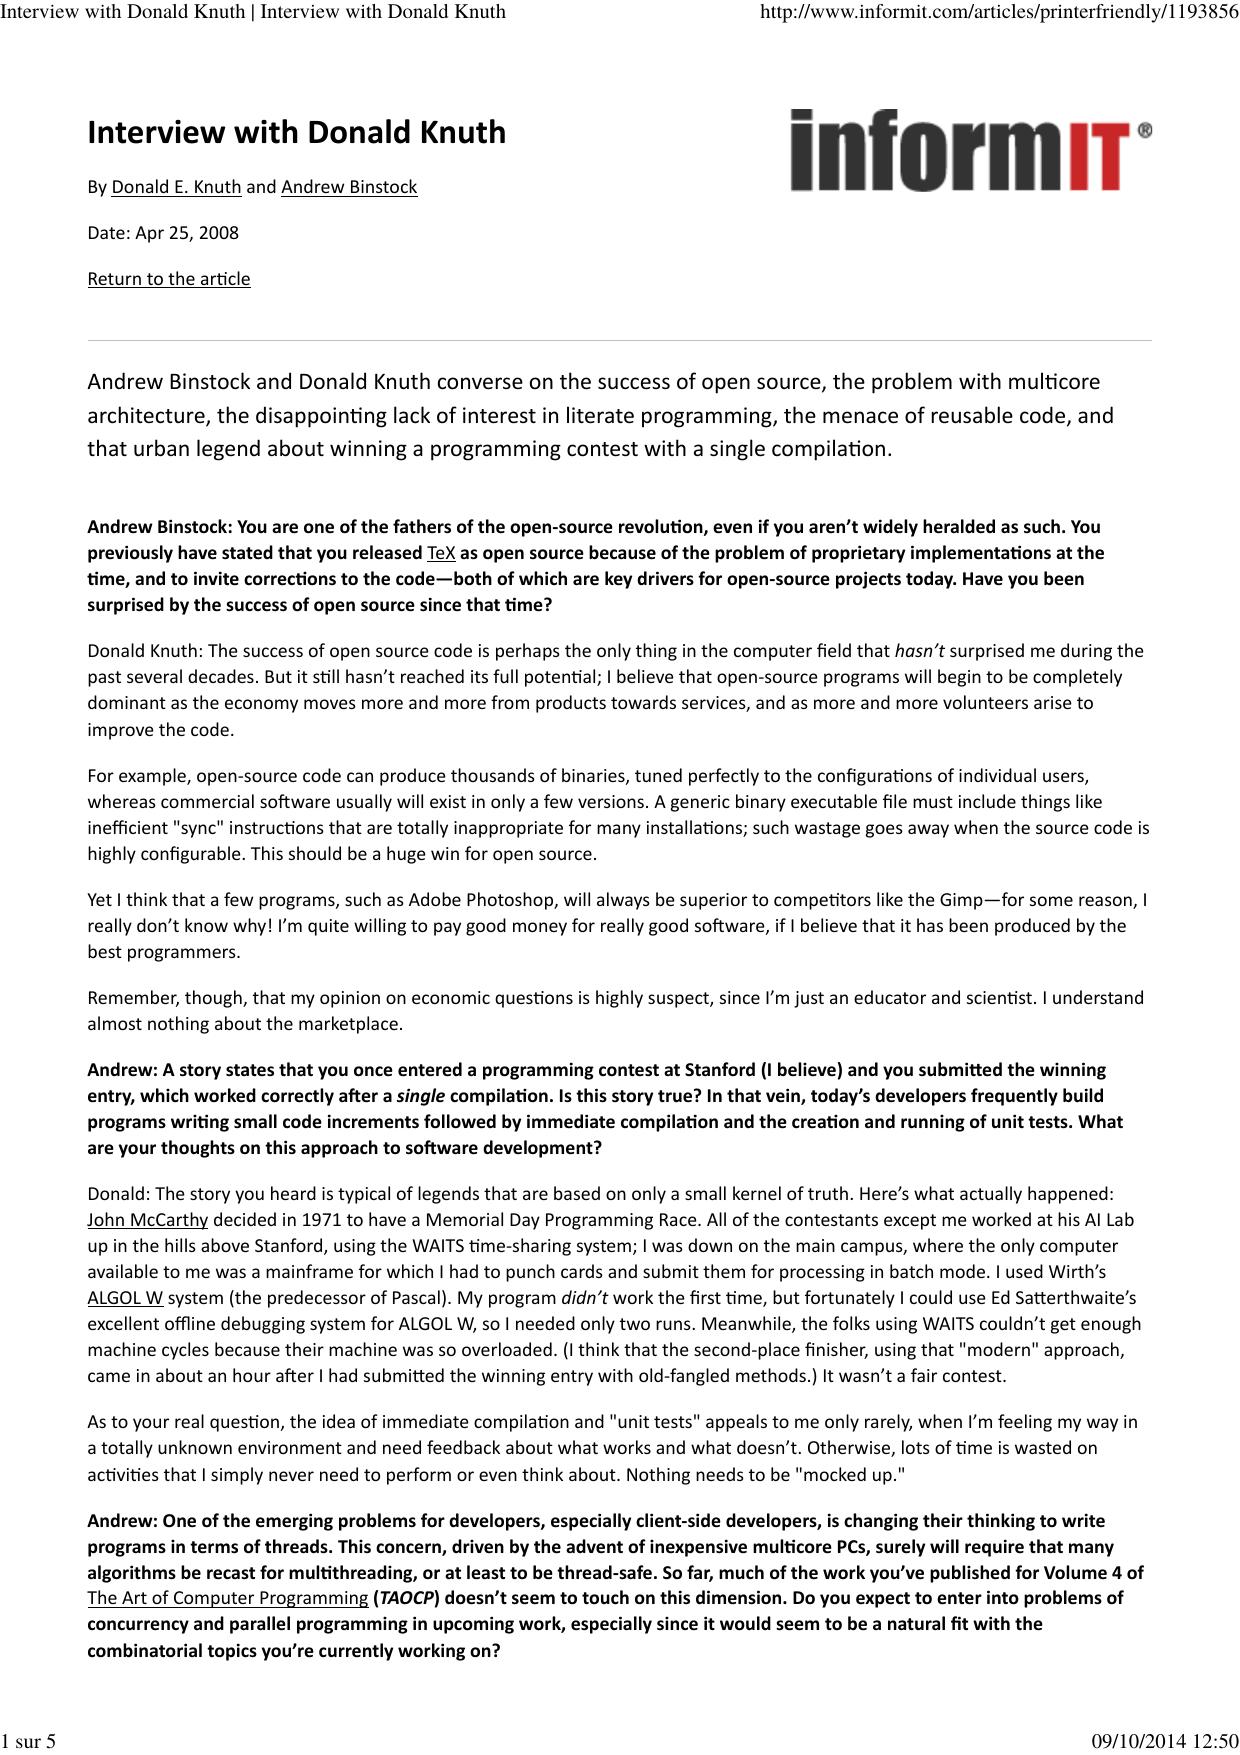 Interview with Donald Knuth | Interview with Donald Knuth http://www.informit.com/articles/printerfriendly/1193856
Interview with Donald Knuth
informIT®
By Donald E. Knuth and Andrew Binstock
Date: Apr 25, 2008
Return to the article
Andrew Binstock and Donald Knuth converse on the success of open source, the problem with multicore
architecture, the disappointing lack of interest in literate programming, the menace of reusable code, and
that urban legend about winning a programming contest with a single compilation.
Andrew Binstock: You are one of the fathers of the open-source revolution, even if you aren’t widely heralded as such. You
previously have stated that you released TeX as open source because of the problem of proprietary implementations at the
time, and to invite corrections to the code—both of which are key drivers for open-source projects today. Have you been
surprised by the success of open source since that time?
Donald Knuth: The success of open source code is perhaps the only thing in the computer field that hasn’t surprised me during the
past several decades. But it still hasn’t reached its full potential; I believe that open-source programs will begin to be completely
dominant as the economy moves more and more from products towards services, and as more and more volunteers arise to
improve the code.
For example, open-source code can produce thousands of binaries, tuned perfectly to the configurations of individual users,
whereas commercial software usually will exist in only a few versions. A generic binary executable file must include things like
inefficient "sync" instructions that are totally inappropriate for many installations; such wastage goes away when the source code is
highly configurable. This should be a huge win for open source.
Yet I think that a few programs, such as Adobe Photoshop, will always be superior to competitors like the Gimp—for some reason, I
really don’t know why! I’m quite willing to pay good money for really good software, if I believe that it has been produced by the
best programmers.
Remember, though, that my opinion on economic questions is highly suspect, since I’m just an educator and scientist. I understand
almost nothing about the marketplace.
Andrew: A story states that you once entered a programming contest at Stanford (I believe) and you submitted the winning
entry, which worked correctly after a single compilation. Is this story true? In that vein, today’s developers frequently build
programs writing small code increments followed by immediate compilation and the creation and running of unit tests. What
are your thoughts on this approach to software development?
Donald: The story you heard is typical of legends that are based on only a small kernel of truth. Here’s what actually happened:
John McCarthy decided in 1971 to have a Memorial Day Programming Race. All of the contestants except me worked at his AI Lab
up in the hills above Stanford, using the WAITS time-sharing system; I was down on the main campus, where the only computer
available to me was a mainframe for which I had to punch cards and submit them for processing in batch mode. I used Wirth’s
ALGOL W system (the predecessor of Pascal). My program didn’t work the first time, but fortunately I could use Ed Satterthwaite’s
excellent offline debugging system for ALGOL W, so I needed only two runs. Meanwhile, the folks using WAITS couldn’t get enough
machine cycles because their machine was so overloaded. (I think that the second-place finisher, using that "modern" approach,
came in about an hour after I had submitted the winning entry with old-fangled methods.) It wasn’t a fair contest.
As to your real question, the idea of immediate compilation and "unit tests" appeals to me only rarely, when I’m feeling my way in
a totally unknown environment and need feedback about what works and what doesn’t. Otherwise, lots of time is wasted on
activities that I simply never need to perform or even think about. Nothing needs to be "mocked up."
Andrew: One of the emerging problems for developers, especially client-side developers, is changing their thinking to write
programs in terms of threads. This concern, driven by the advent of inexpensive multicore PCs, surely will require that many
algorithms be recast for multithreading, or at least to be thread-safe. So far, much of the work you’ve published for Volume 4 of
The Art of Computer Programming (TAOCP) doesn’t seem to touch on this dimension. Do you expect to enter into problems of
concurrency and parallel programming in upcoming work, especially since it would seem to be a natural fit with the
combinatorial topics you’re currently working on?
1 sur 5 09/10/2014 12:50